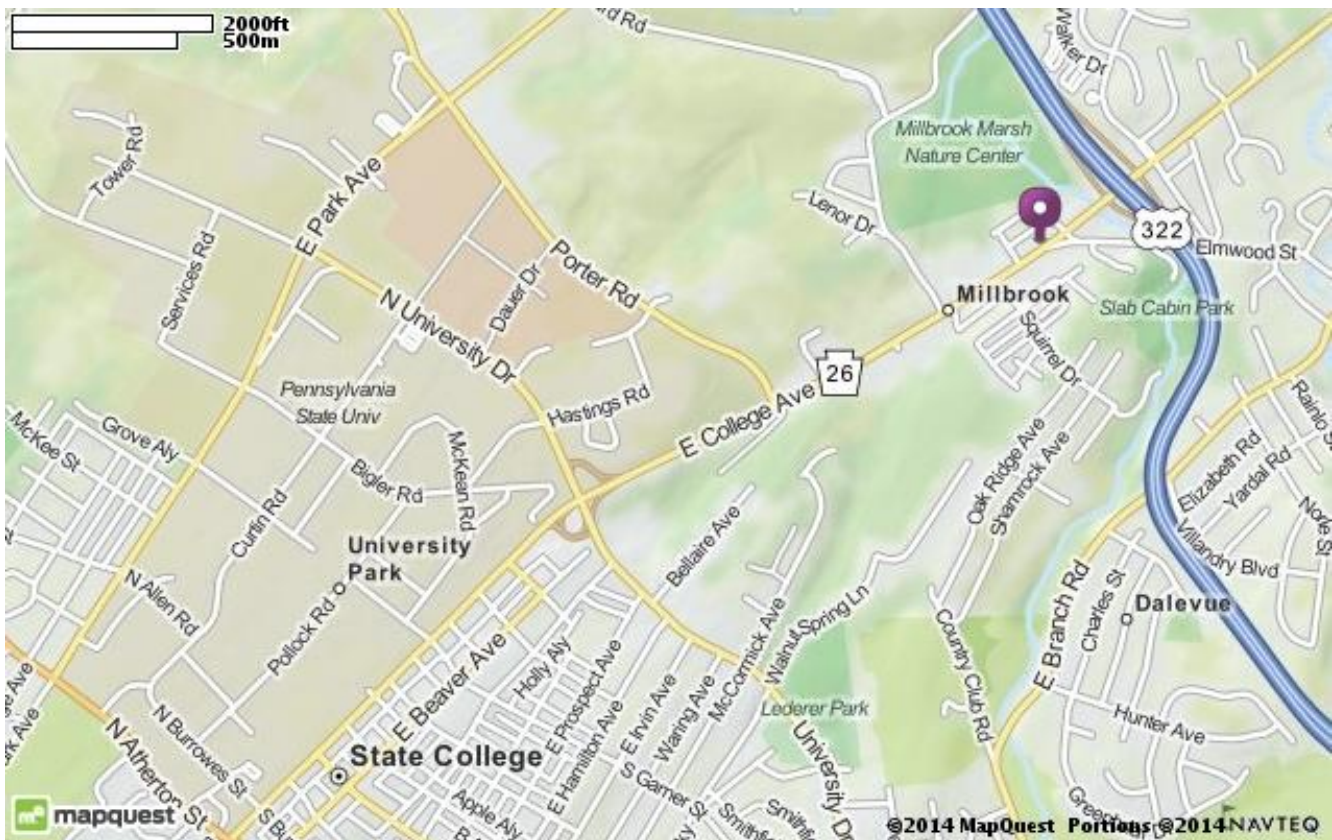 2000ft
500m
Walker Dr
Millbrook Marsh
Nature Center
Tower Rd
E Park Ave
Lenor Dr
322
Elmwood St
Services Rd
Porter Rd
Dauer Dr
N University Dr
Millbrook
Slab Cabin Park
Squirrel Dr
26
Pennsylvania
State Univ
Hastings Rd
E College Ave
McKee St
Grove Aly
McKean Rd
Bigler Rd
Oak Ridge Ave
Shamrock Ave
Elizabeth Rd
Yardal Rd
Curtin Rd
University
Park
Bellaire Ave
Villandry Blvd
N Allen Rd
Pollock Rd
Spring Ln
Walnut
McCormick Ave
Country Club Rd
E Branch Rd
Charles St
Dalevue
E Beaver Ave
Holly Aly
E Prospect Ave
E Hamilton Ave
E Irvin Ave
Waring Ave
Lederer Park
Hunter Ave
N Burrowes St
N Atherton St
State College
Apple Aly
S Garner St
University Dr
mapquest
©2014 MapQuest Portions ©2014 NAVTEQ